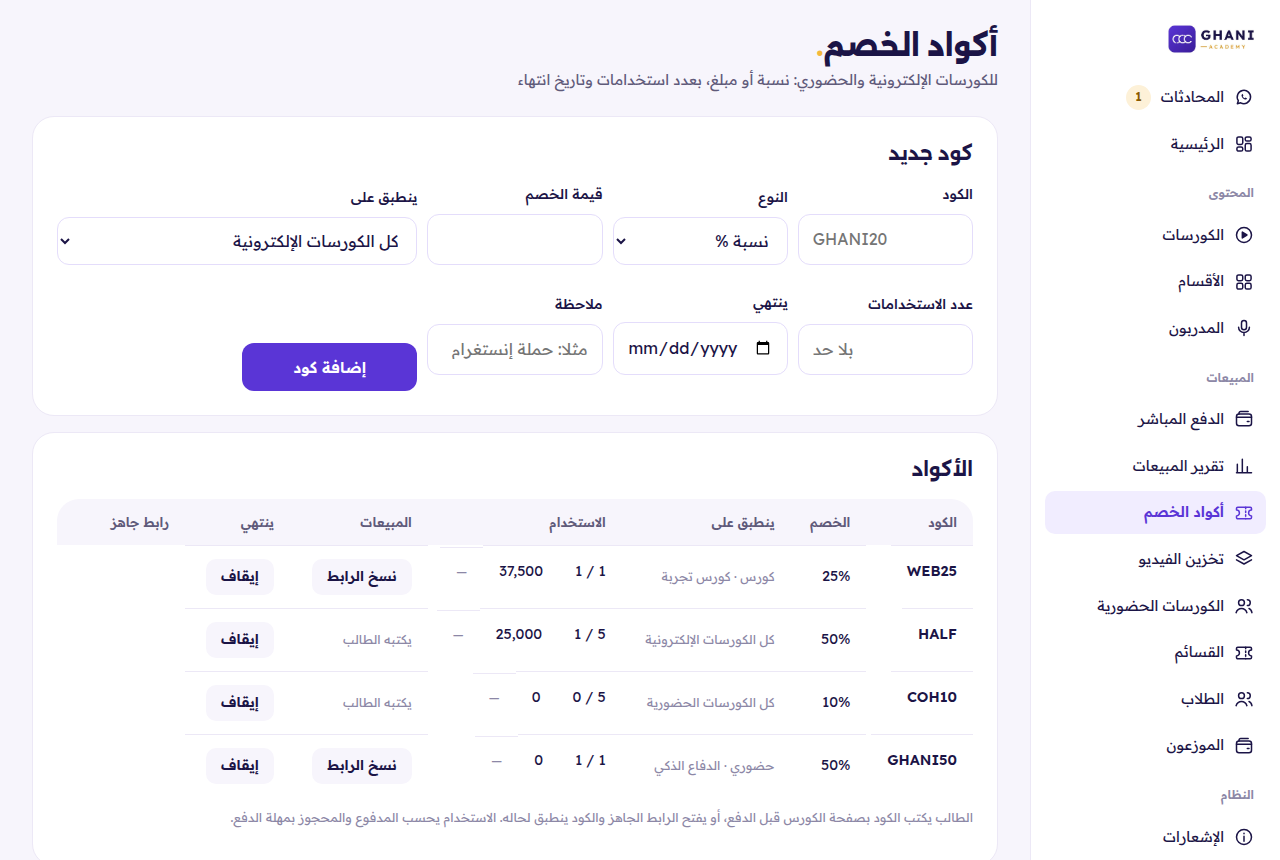 GHANI
ACADEMY
المحادثات 1
الرئيسية
المحتوى
الكورسات
الأقسام
المدربون
المبيعات
الدفع المباشر
تقرير المبيعات
أكواد الخصم
تخزين الفيديو
الكورسات الحضورية
القسائم
الطلاب
الموزعون
النظام
الإشعارات
أكواد الخصم.
للكورسات الإلكترونية والحضوري: نسبة أو مبلغ، بعدد استخدامات وتاريخ انتهاء
كود جديد
الكود النوع قيمة الخصم ينطبق على
GHANI20 نسبة % كل الكورسات الإلكترونية
عدد الاستخدامات ينتهي ملاحظة
بلا حد mm/dd/yyyy مثلا: حملة إنستغرام إضافة كود
الأكواد
الكود الخصم ينطبق على الاستخدام المبيعات ينتهي رابط جاهز
WEB25 25% كورس · كورس تجربة 1 / 1 37,500 — نسخ الرابط إيقاف
HALF 50% كل الكورسات الإلكترونية 1 / 5 25,000 — يكتبه الطالب إيقاف
COH10 10% كل الكورسات الحضورية 0 / 5 0 — يكتبه الطالب إيقاف
GHANI50 50% حضوري · الدفاع الذكي 1 / 1 0 — نسخ الرابط إيقاف
الطالب يكتب الكود بصفحة الكورس قبل الدفع، أو يفتح الرابط الجاهز والكود ينطبق لحاله. الاستخدام يحسب المدفوع والمحجوز بمهلة الدفع.